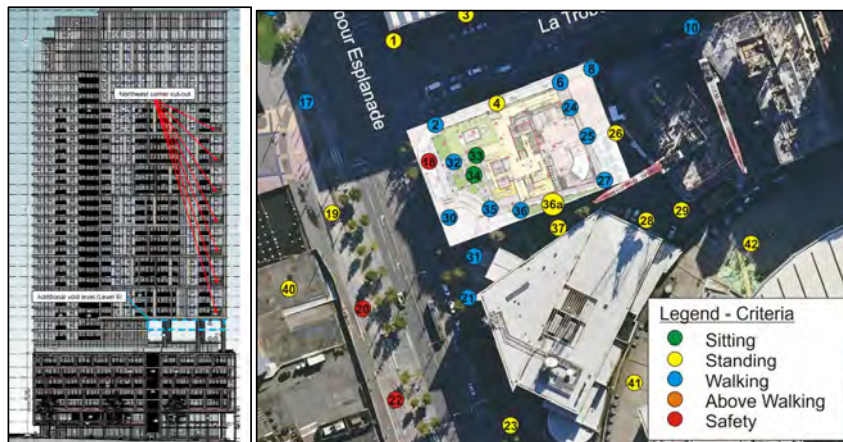 Northwest corner cut-out
Additional void level (Level 9)
bour Esplanade
La Trobe
1
3
10
17
2
4
6
8
24
25
26
18
32
33
34
27
30
35
36
36a
37
28
29
19
31
21
42
40
20
22
41
23
Legend - Criteria
Sitting
Standing
Walking
Above Walking
Safety